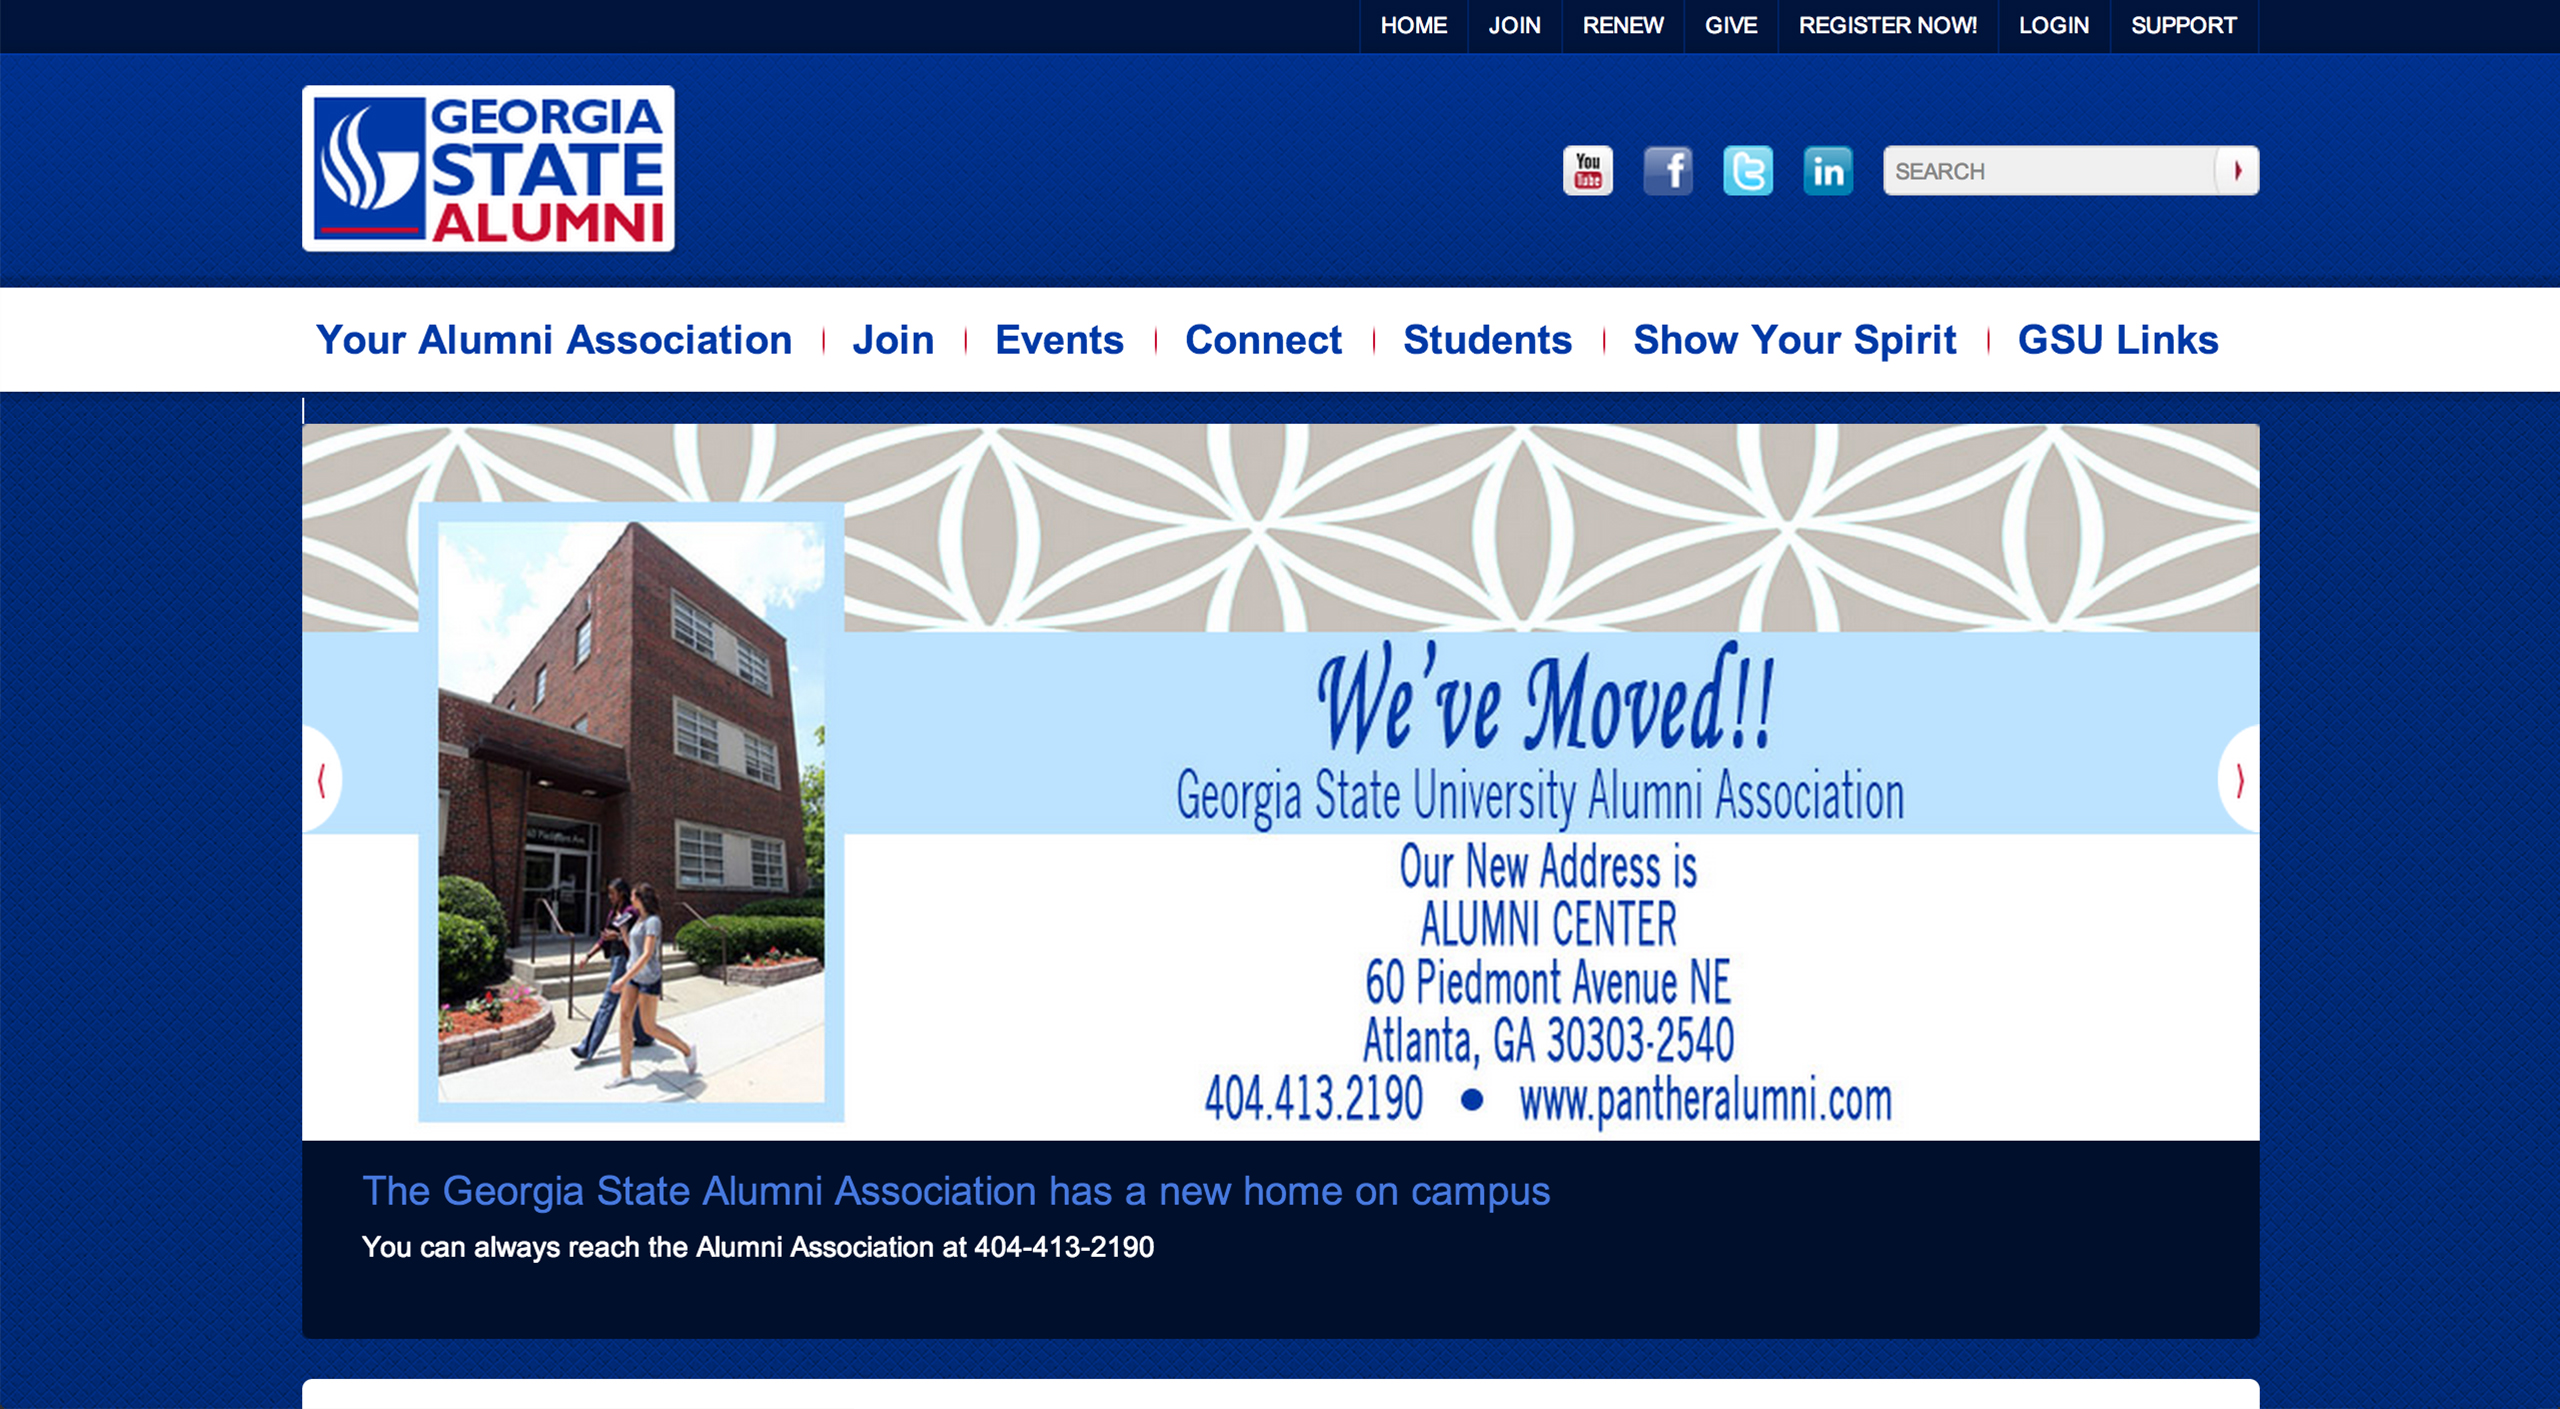 HOME JOIN RENEW GIVE REGISTER NOW! LOGIN SUPPORT
GEORGIA
STATE
ALUMNI
You
Tube
f
t
in
SEARCH
Your Alumni Association Join Events Connect Students Show Your Spirit GSU Links
We've Moved!!
Georgia State University Alumni Association
60 Piedmont Ave
Our New Address is
ALUMNI CENTER
60 Piedmont Avenue NE
Atlanta, GA 30303-2540
404.413.2190 • www.pantheralumni.com
The Georgia State Alumni Association has a new home on campus
You can always reach the Alumni Association at 404-413-2190